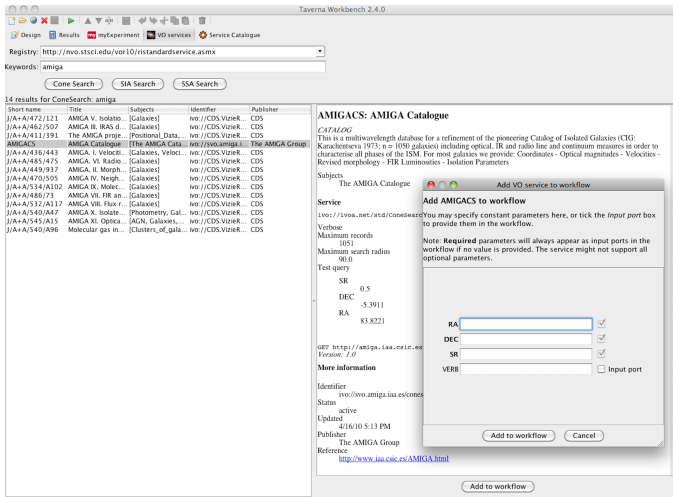 Taverna Workbench 2.4.0
Design Results my myExperiment VO services Service Catalogue
Registry: http://nvo.stsci.edu/vor10/ristandardservice.asmx
Keywords: amiga
Cone Search SIA Search SSA Search
14 results for ConeSearch: amiga
Short name Title Subjects Identifier Publisher
J/A+A/472/121 AMIGA V. Isolatio... [Galaxies] ivo://CDS.VizieR... CDS
J/A+A/462/507 AMIGA III. IRAS d... [Galaxies] ivo://CDS.VizieR... CDS
J/A+A/411/391 The AMIGA proje... [Positional_Data,... ivo://CDS.VizieR... CDS
AMIGACS AMIGA Catalogue [The AMIGA Cata... ivo://svo.amiga.i... The AMIGA Group
J/A+A/436/443 AMIGA. I. Velociti... [Galaxies, Veloci... ivo://CDS.VizieR... CDS
J/A+A/485/475 AMIGA. VI. Radio... [Galaxies] ivo://CDS.VizieR... CDS
J/A+A/449/937 AMIGA. II. Morph... [Galaxies] ivo://CDS.VizieR... CDS
J/A+A/470/505 AMIGA IV. Neigh... [Galaxies] ivo://CDS.VizieR... CDS
J/A+A/534/A102 AMIGA IX. Molec... [Galaxies] ivo://CDS.VizieR... CDS
J/A+A/486/73 AMIGA VII. FIR an... [Galaxies] ivo://CDS.VizieR... CDS
J/A+A/532/A117 AMIGA VIII. Flux r... [Galaxies] ivo://CDS.VizieR... CDS
J/A+A/540/A47 AMIGA X. Isolate... [Photometry, Gal... ivo://CDS.VizieR... CDS
J/A+A/545/A15 AMIGA XI. Optica... [AGN, Galaxies,... ivo://CDS.VizieR... CDS
J/A+A/540/A96 Molecular gas in... [Clusters_of_gala... ivo://CDS.VizieR... CDS
AMIGACS: AMIGA Catalogue
CATALOG
This is a multiwavelength database for a refinement of the pioneering Catalog of Isolated Galaxies (CIG:
Karachentseva 1973; n = 1050 galaxies) including optical, IR and radio line and continuum measures in order to
characterise all phases of the ISM. For most galaxies we provide: Coordinates - Optical magnitudes - Velocities -
Revised morphology - FIR Luminosities - Isolation Parameters
Subjects
The AMIGA Catalogue
Service
ivo://ivoa.net/std/ConeSearc
Verbose
Maximum records
1051
Maximum search radius
90.0
Test query
SR
0.5
DEC
-5.3911
RA
83.8221
GET http://amiga.iaa.csic.es
Version: 1.0
More information
Identifier
ivo://svo.amiga.iaa.es/cones
Status
active
Updated
4/16/10 5:13 PM
Publisher
The AMIGA Group
Reference
http://www.iaa.csic.es/AMIGA.html
Add to workflow
Add VO service to workflow
Add AMIGACS to workflow
You may specify constant parameters here, or tick the Input port box
to provide them in the workflow.
Note: Required parameters will always appear as input ports in the
workflow if no value is provided. The service might not support all
optional parameters.
RA
DEC
SR
VERB Input port
Add to workflow Cancel